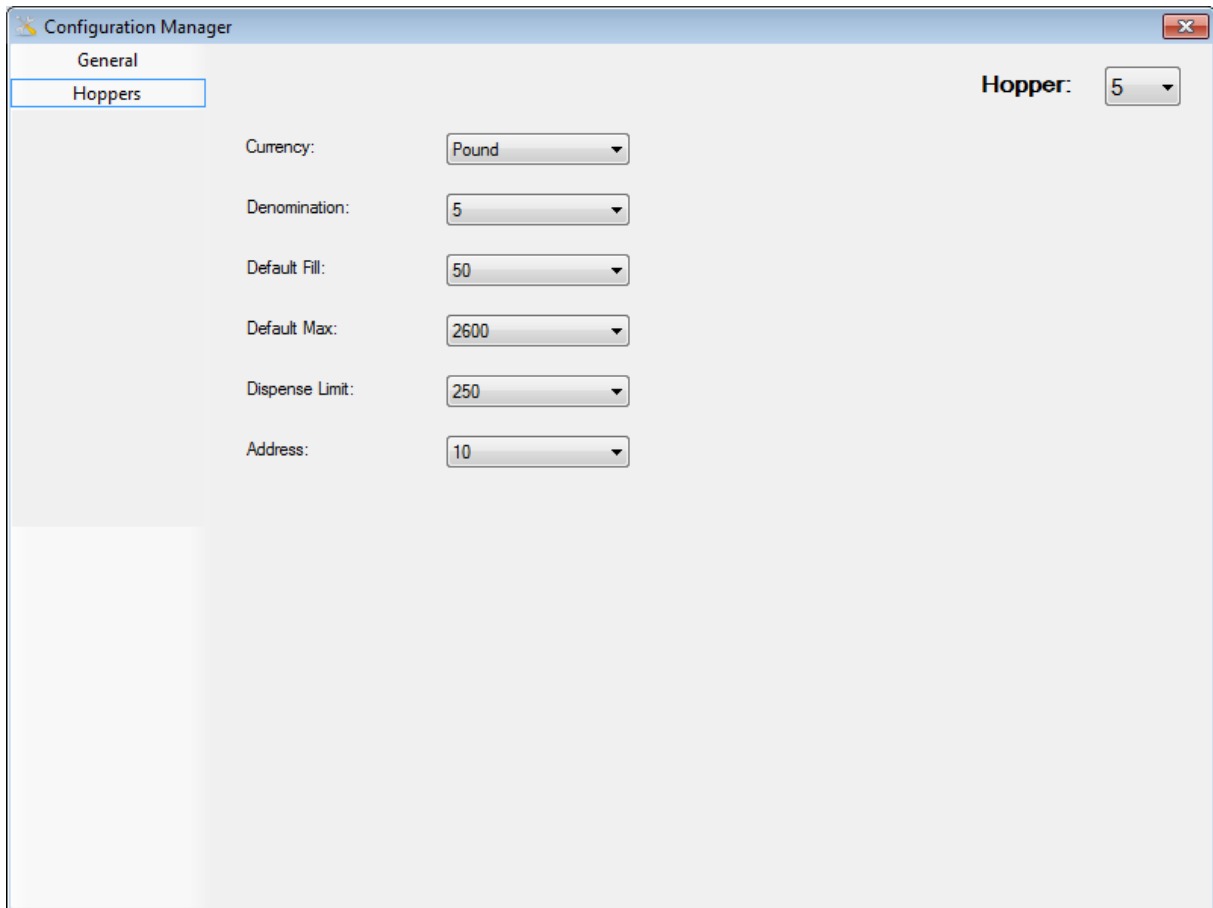 Configuration Manager
General
Hoppers
Hopper: 5
Currency: Pound
Denomination: 5
Default Fill: 50
Default Max: 2600
Dispense Limit: 250
Address: 10